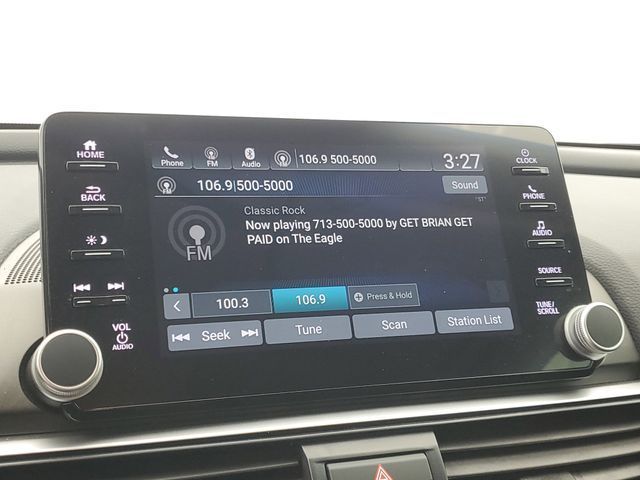 HOME
BACK
VOL
AUDIO
Phone
FM
Audio
106.9 500-5000
3:27
FM
106.9|500-5000
Sound
"ST"
Classic Rock
Now playing 713-500-5000 by GET BRIAN GET
PAID on The Eagle
FM
100.3
106.9
Press & Hold
Seek
Tune
Scan
Station List
CLOCK
PHONE
AUDIO
SOURCE
TUNE/
SCROLL